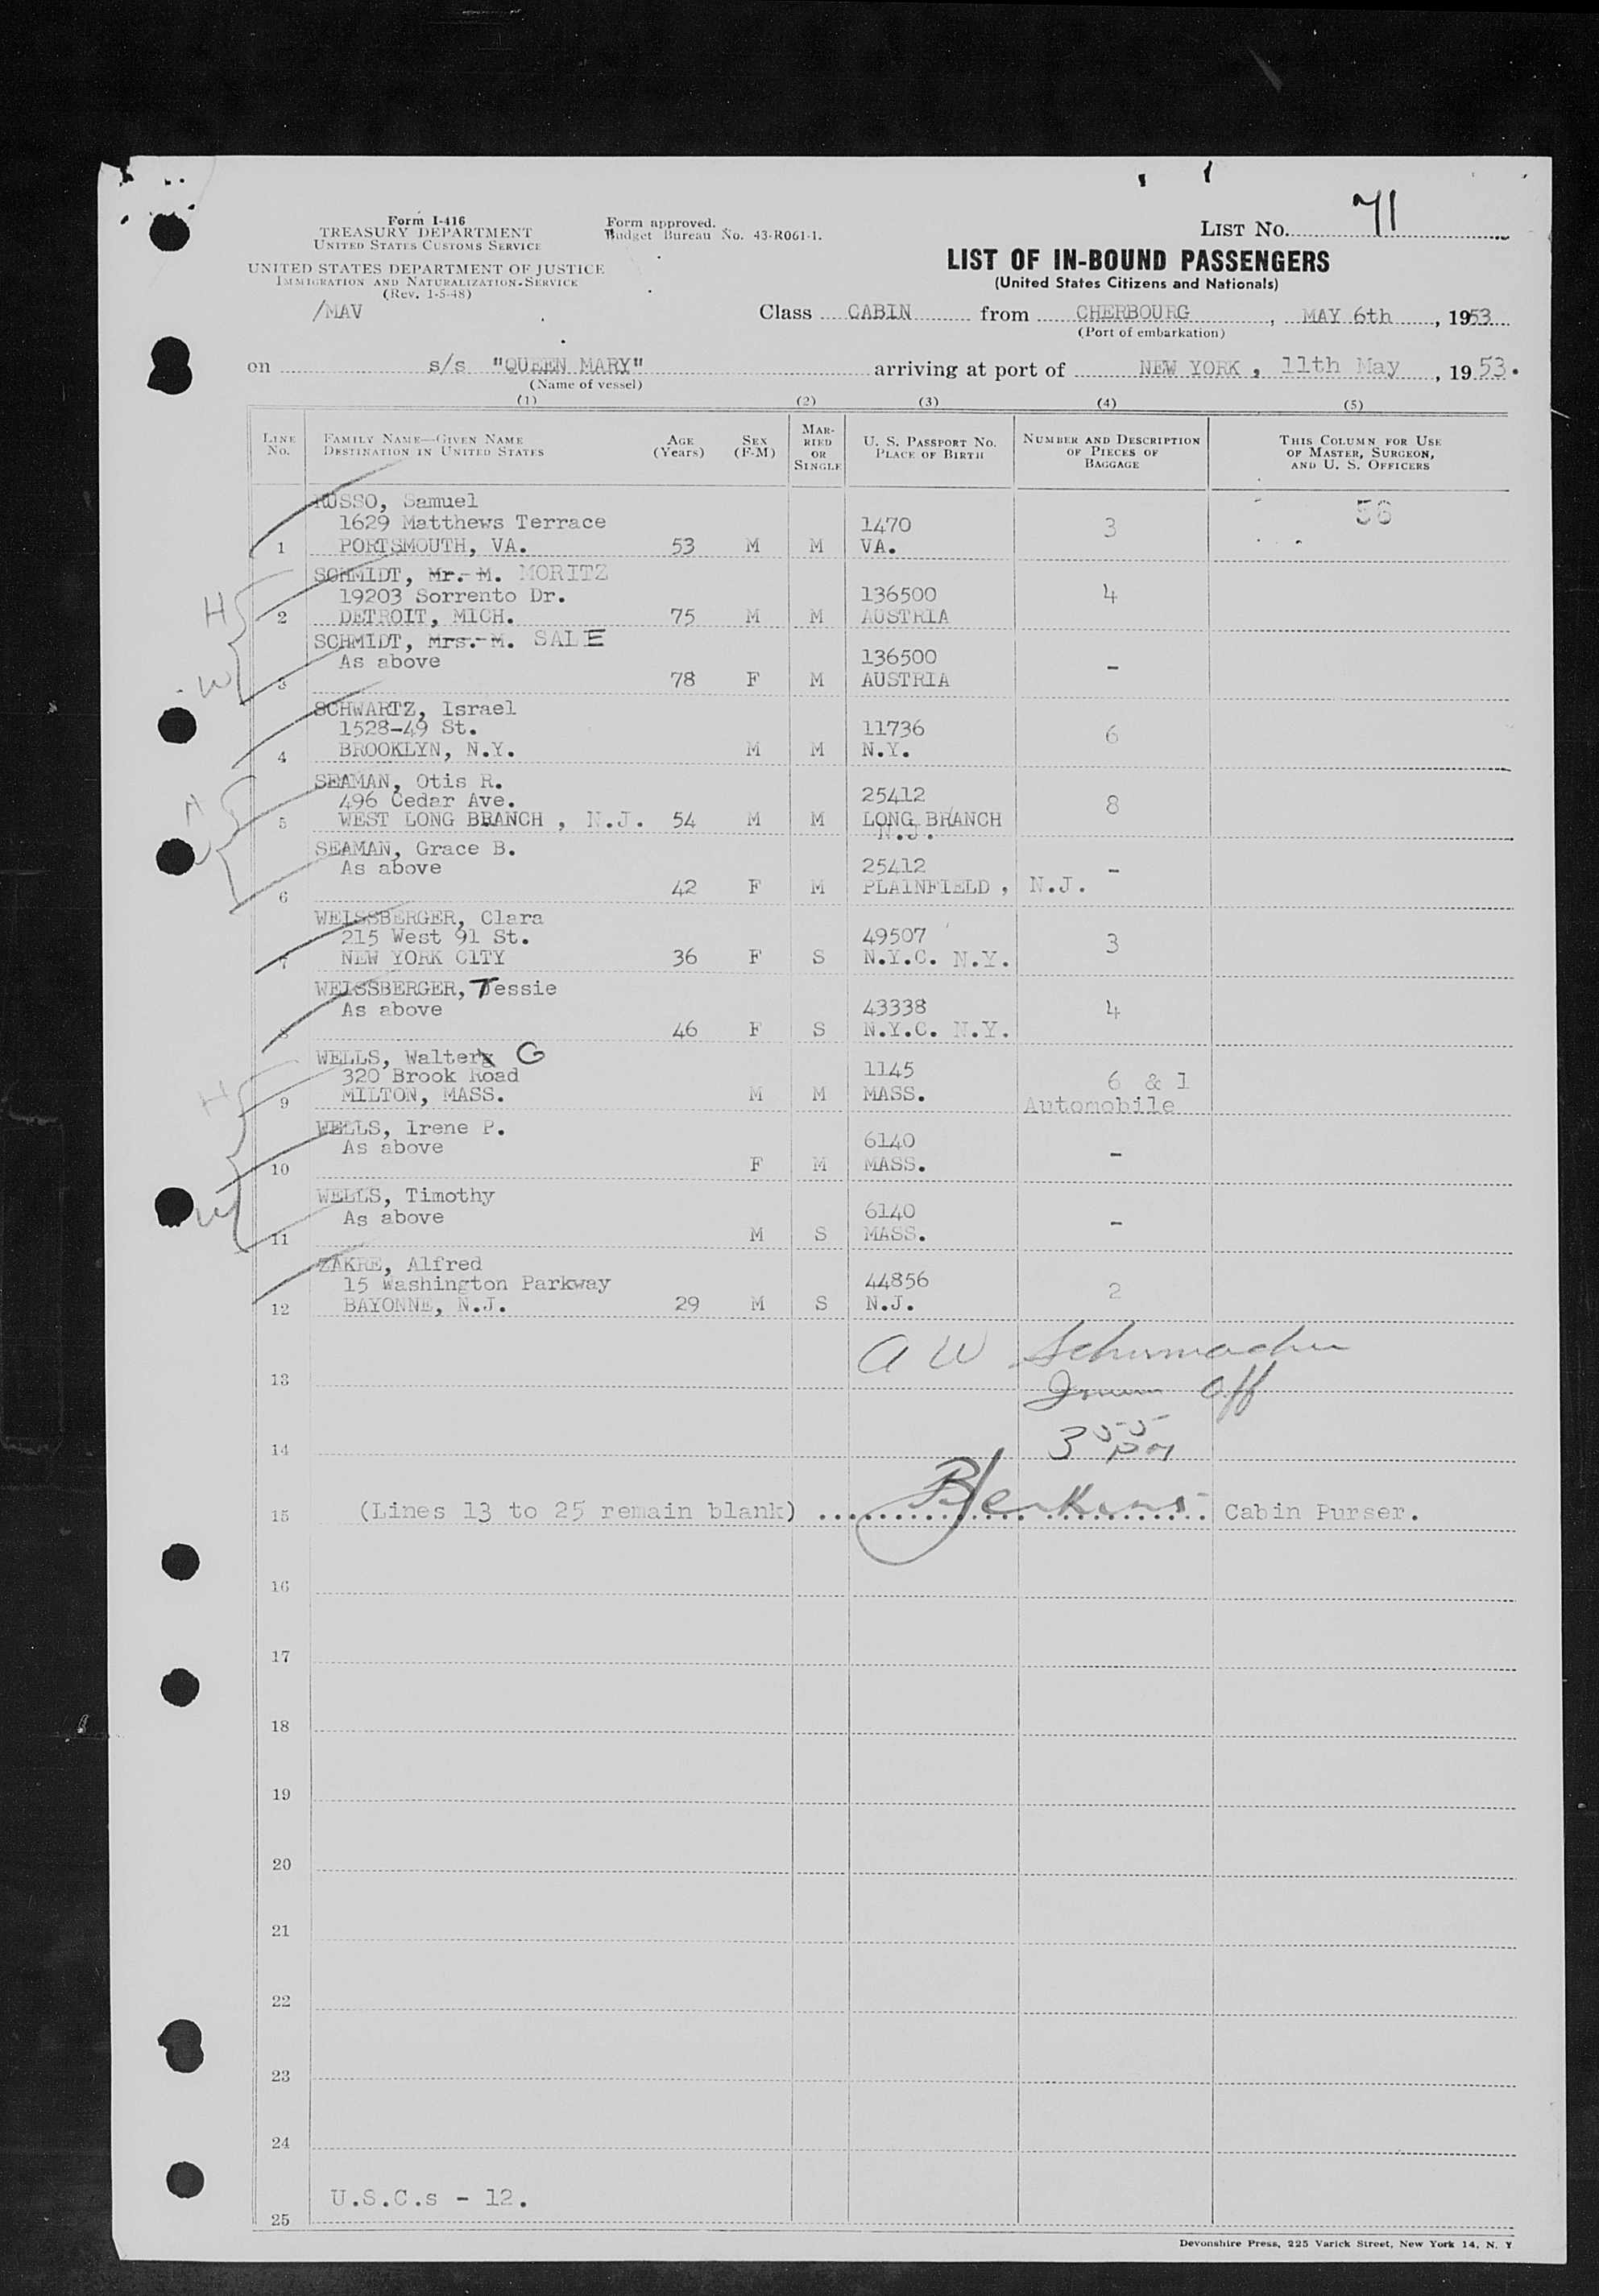 Form I-416
TREASURY DEPARTMENT
UNITED STATES CUSTOMS SERVICE
UNITED STATES DEPARTMENT OF JUSTICE
IMMIGRATION AND NATURALIZATION SERVICE
(Rev. 1-5-48)
/MAV
Form approved.
Budget Bureau No. 43-R061-1.
LIST No. 71
LIST OF IN-BOUND PASSENGERS
(United States Citizens and Nationals)
Class CABIN from CHERBOURG, MAY 6th, 1953
(Port of embarkation)
on s/s "QUEEN MARY" arriving at port of NEW YORK, 11th May, 1953.
(Name of vessel)
(1) (2) (3) (4) (5)
LINE No. FAMILY NAME—GIVEN NAME DESTINATION IN UNITED STATES AGE (Years) SEX (F-M) MARRIED OR SINGLE U. S. PASSPORT No. PLACE OF BIRTH NUMBER AND DESCRIPTION OF PIECES OF BAGGAGE THIS COLUMN FOR USE OF MASTER, SURGEON, AND U. S. OFFICERS
RUSSO, Samuel 56
1629 Matthews Terrace 1470 3
1 PORTSMOUTH, VA. 53 M M VA.
SCHMIDT, Mr. M. MORITZ
H 19203 Sorrento Dr. 136500 4
2 DETROIT, MICH. 75 M M AUSTRIA
SCHMIDT, Mrs. M. SALE
As above 136500 -
W 3 78 F M AUSTRIA
SCHWARTZ, Israel
1528-49 St. 11736 6
4 BROOKLYN, N.Y. M M N.Y.
SEAMAN, Otis R.
496 Cedar Ave. 25412 8
5 WEST LONG BRANCH, N.J. 54 M M LONG BRANCH
N.J.
SEAMAN, Grace B.
As above 25412 -
6 42 F M PLAINFIELD, N.J.
WEISSBERGER, Clara
215 West 91 St. 49507 3
7 NEW YORK CITY 36 F S N.Y.C. N.Y.
WEISSBERGER, Tessie
As above 43338 4
8 46 F S N.Y.C. N.Y.
WELLS, Walter G
H 320 Brook Road 1145 6 & 1
9 MILTON, MASS. M M MASS. Automobile
WELLS, Irene P.
As above 6140 -
10 F M MASS.
WELLS, Timothy
W As above 6140 -
11 M S MASS.
ZAKRE, Alfred
15 Washington Parkway 44856 2
12 BAYONNE, N.J. 29 M S N.J.
A W Schumacher
13 Imm Off
14 3 55 PM
15 (Lines 13 to 25 remain blank) Cabin Purser.
16
17
18
19
20
21
22
23
24
U.S.C.s - 12.
25
Devonshire Press, 225 Varick Street, New York 14, N. Y